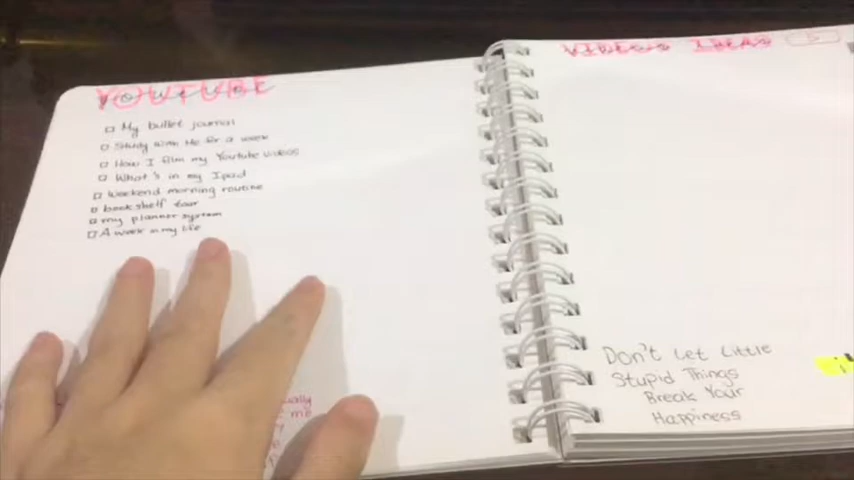 YOUTUBE
My bullet journal
Study with Me for a week
How I film my Youtube videos
What's in my Ipad
Weekend morning routine
bookshelf tour
my planner system
A week in my life
VIDEOS IDEAS
Don't Let Little
Stupid Things
Break Your
Happiness